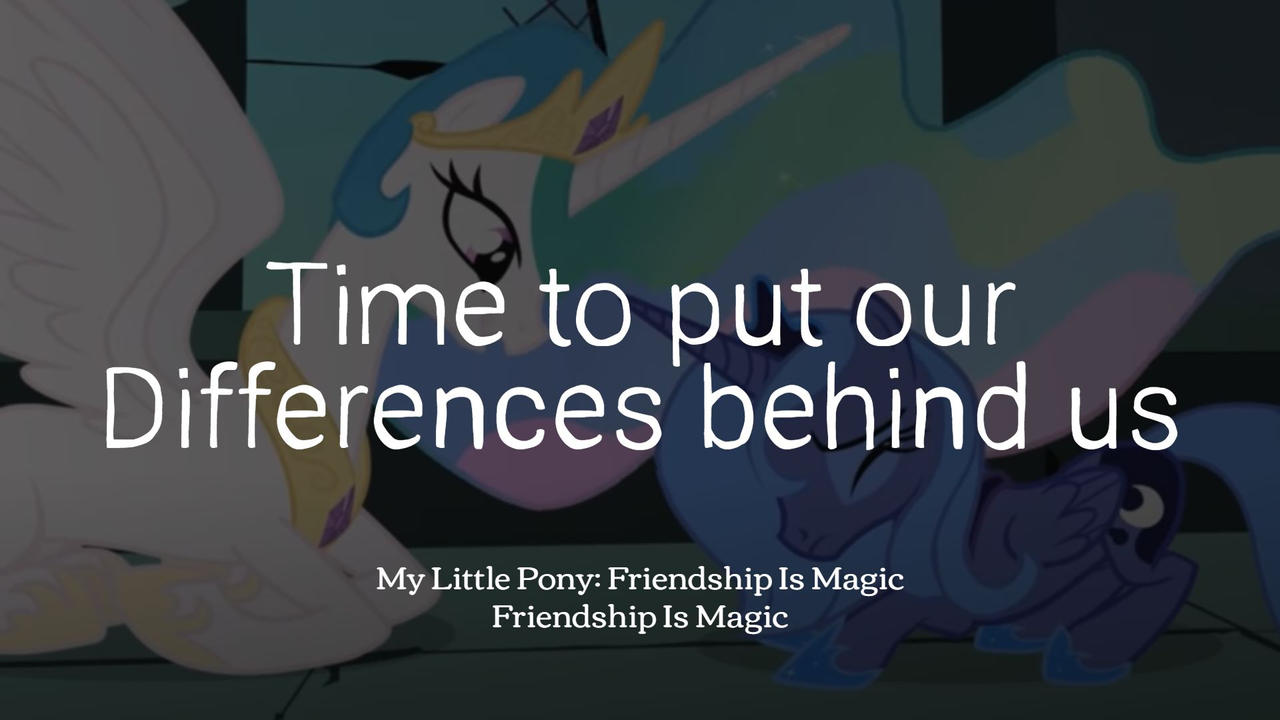 Time to put our
Differences behind us
My Little Pony: Friendship Is Magic
Friendship Is Magic